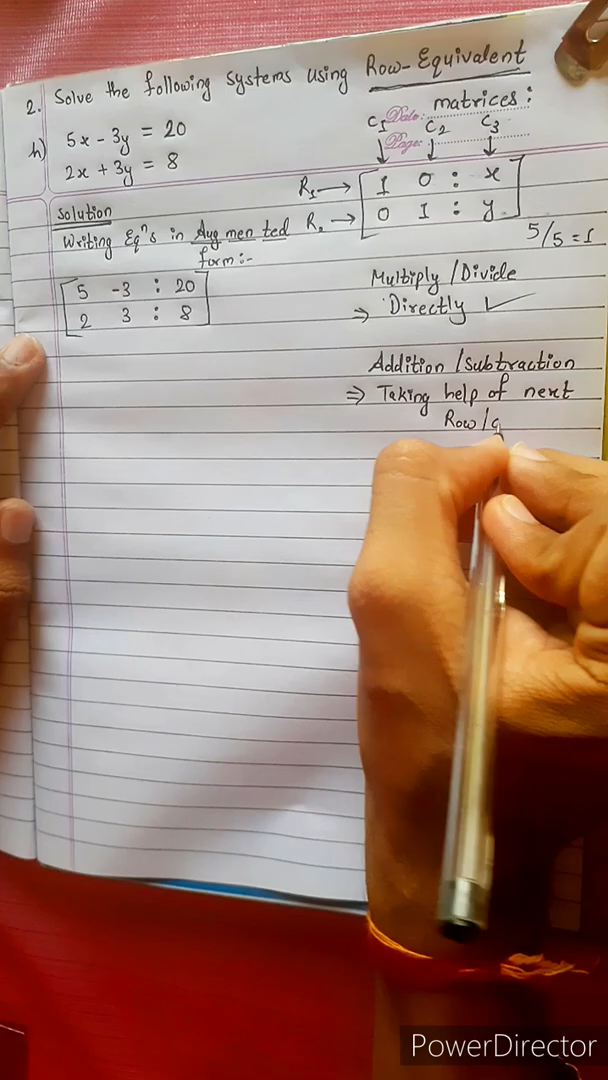 2. Solve the following systems using Row-Equivalent
matrices:
h) 5x - 3y = 20
2x + 3y = 8
Date:
Page:
C1 C2 C3
R1 → [ 1 0 : x ]
R2 → [ 0 1 : y ]
5/5 = 1
Solution
Writing Eqⁿs in Augmented
form:-
[ 5 -3 : 20 ]
[ 2 3 : 8 ]
Multiply / Divide
⇒ Directly ✓
Addition / Subtraction
⇒ Taking help of next
Row / c
PowerDirector